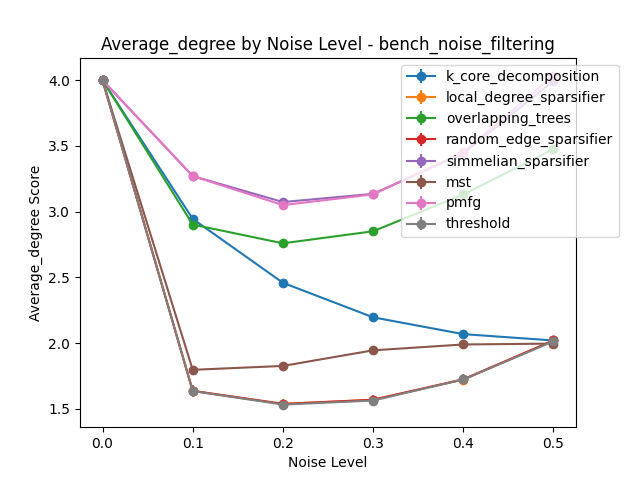 Average_degree by Noise Level - bench_noise_filtering
Average_degree Score
4.0
3.5
3.0
2.5
2.0
1.5
k_core_decomposition
local_degree_sparsifier
overlapping_trees
random_edge_sparsifier
simmelian_sparsifier
mst
pmfg
threshold
0.0 0.1 0.2 0.3 0.4 0.5
Noise Level